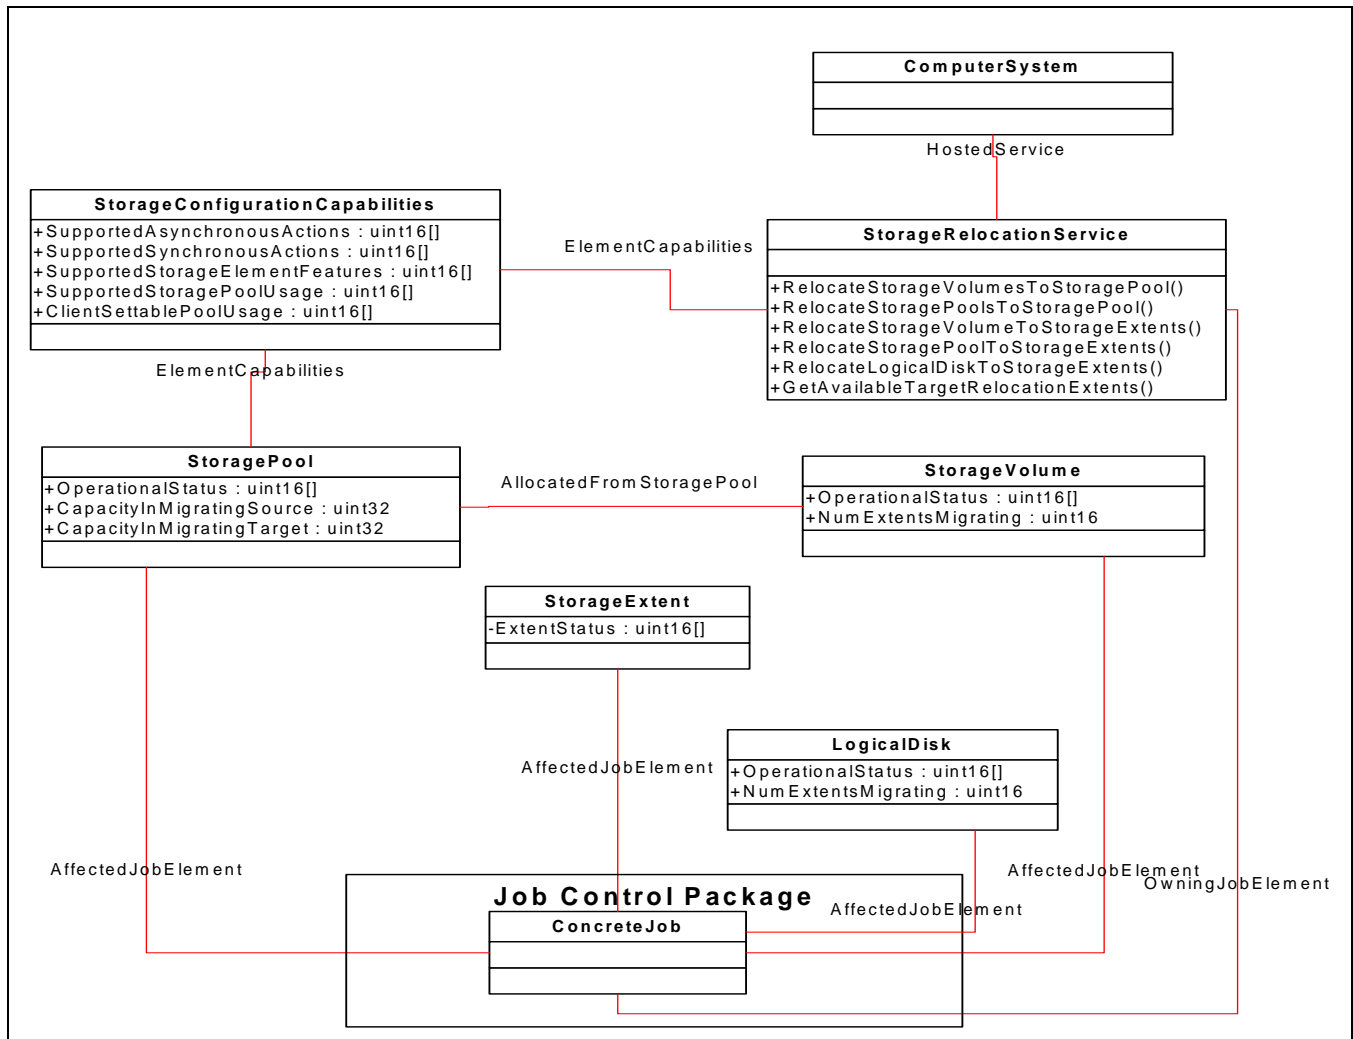 ComputerSystem
HostedService
StorageConfigurationCapabilities
+SupportedAsynchronousActions : uint16[]
+SupportedSynchronousActions : uint16[]
+SupportedStorageElementFeatures : uint16[]
+SupportedStoragePoolUsage : uint16[]
+ClientSettablePoolUsage : uint16[]
ElementCapabilities
StorageRelocationService
+RelocateStorageVolumesToStoragePool()
+RelocateStoragePoolsToStoragePool()
+RelocateStorageVolumeToStorageExtents()
+RelocateStoragePoolToStorageExtents()
+RelocateLogicalDiskToStorageExtents()
+GetAvailableTargetRelocationExtents()
ElementCapabilities
StoragePool
+OperationalStatus : uint16[]
+CapacityInMigratingSource : uint32
+CapacityInMigratingTarget : uint32
AllocatedFromStoragePool
StorageVolume
+OperationalStatus : uint16[]
+NumExtentsMigrating : uint16
StorageExtent
-ExtentStatus : uint16[]
AffectedJobElement
LogicalDisk
+OperationalStatus : uint16[]
+NumExtentsMigrating : uint16
AffectedJobElement
AffectedJobElement
OwningJobElement
Job Control Package
AffectedJobElement
ConcreteJob